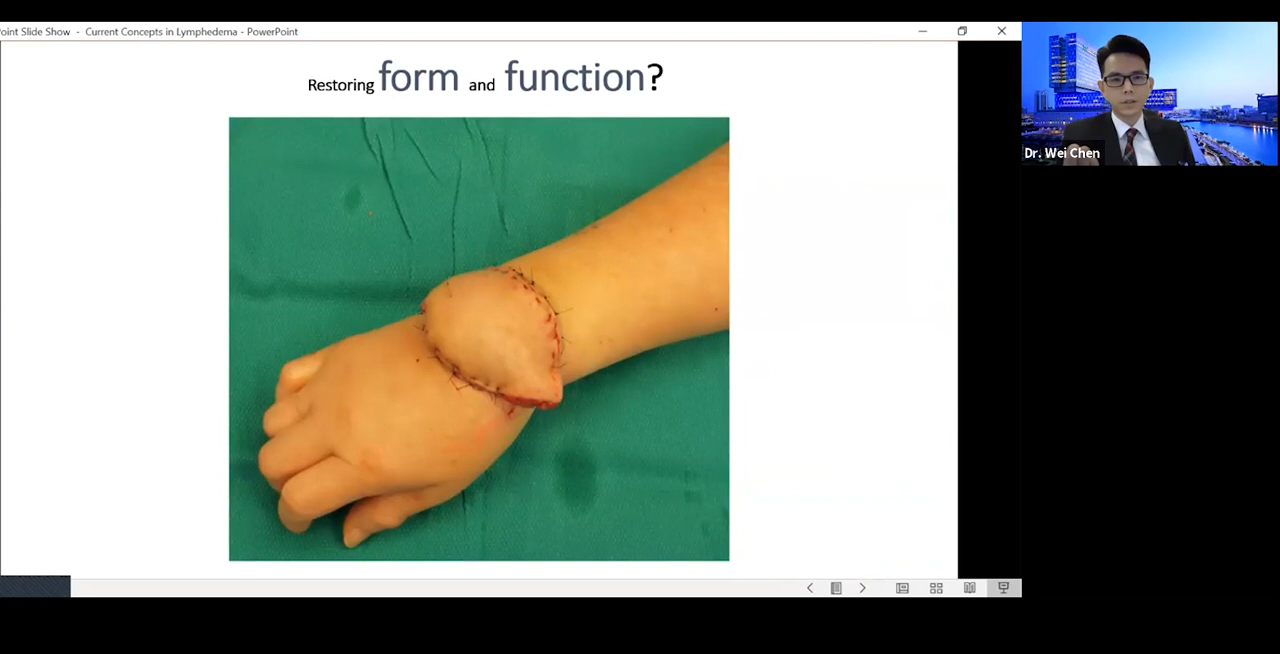 oint Slide Show - Current Concepts in Lymphedema - PowerPoint
Restoring form and function?
Dr. Wei Chen